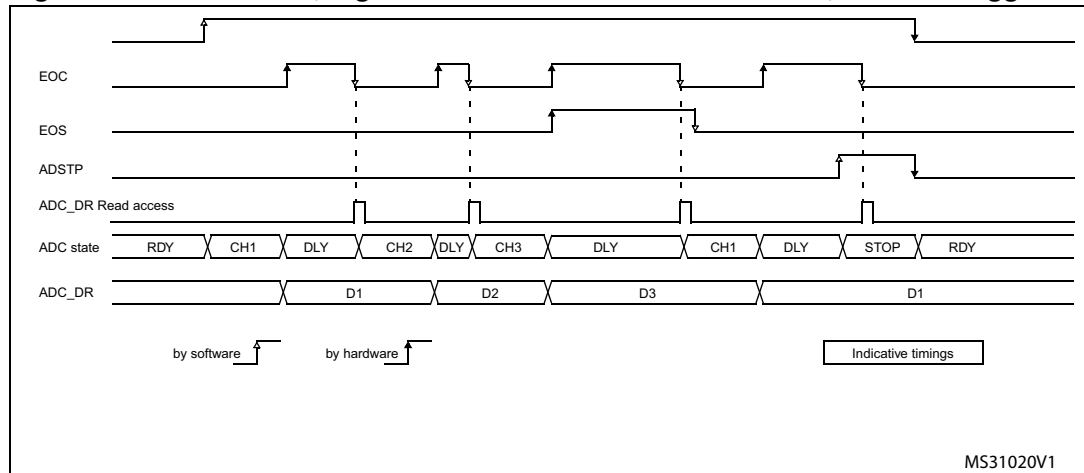 EOC
EOS
ADSTP
ADC_DR Read access
ADC state RDY CH1 DLY CH2 DLY CH3 DLY CH1 DLY STOP RDY
ADC_DR D1 D2 D3 D1
by software by hardware Indicative timings
MS31020V1